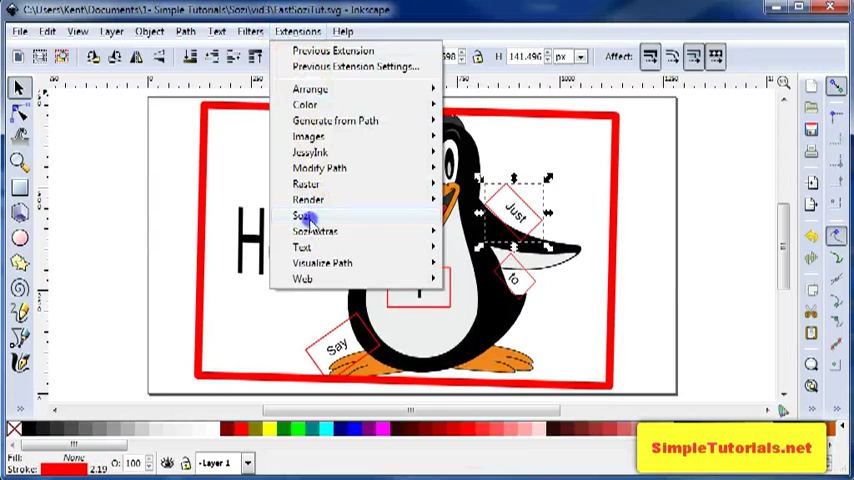 C:\Users\Kent\Documents\1- Simple Tutorials\Sozi\vid3\FastSoziTut.svg - Inkscape
File Edit View Layer Object Path Text Filters Extensions Help
H: 141.496 px Affect:
Previous Extension
Previous Extension Settings...
Arrange
Color
Generate from Path
Images
JessyInk
Modify Path
Raster
Render
Sozi
Sozi extras
Text
Visualize Path
Web
H
Just
to
Say
SimpleTutorials.net
Fill: None
Stroke: 2.19 O: 100 -Layer 1